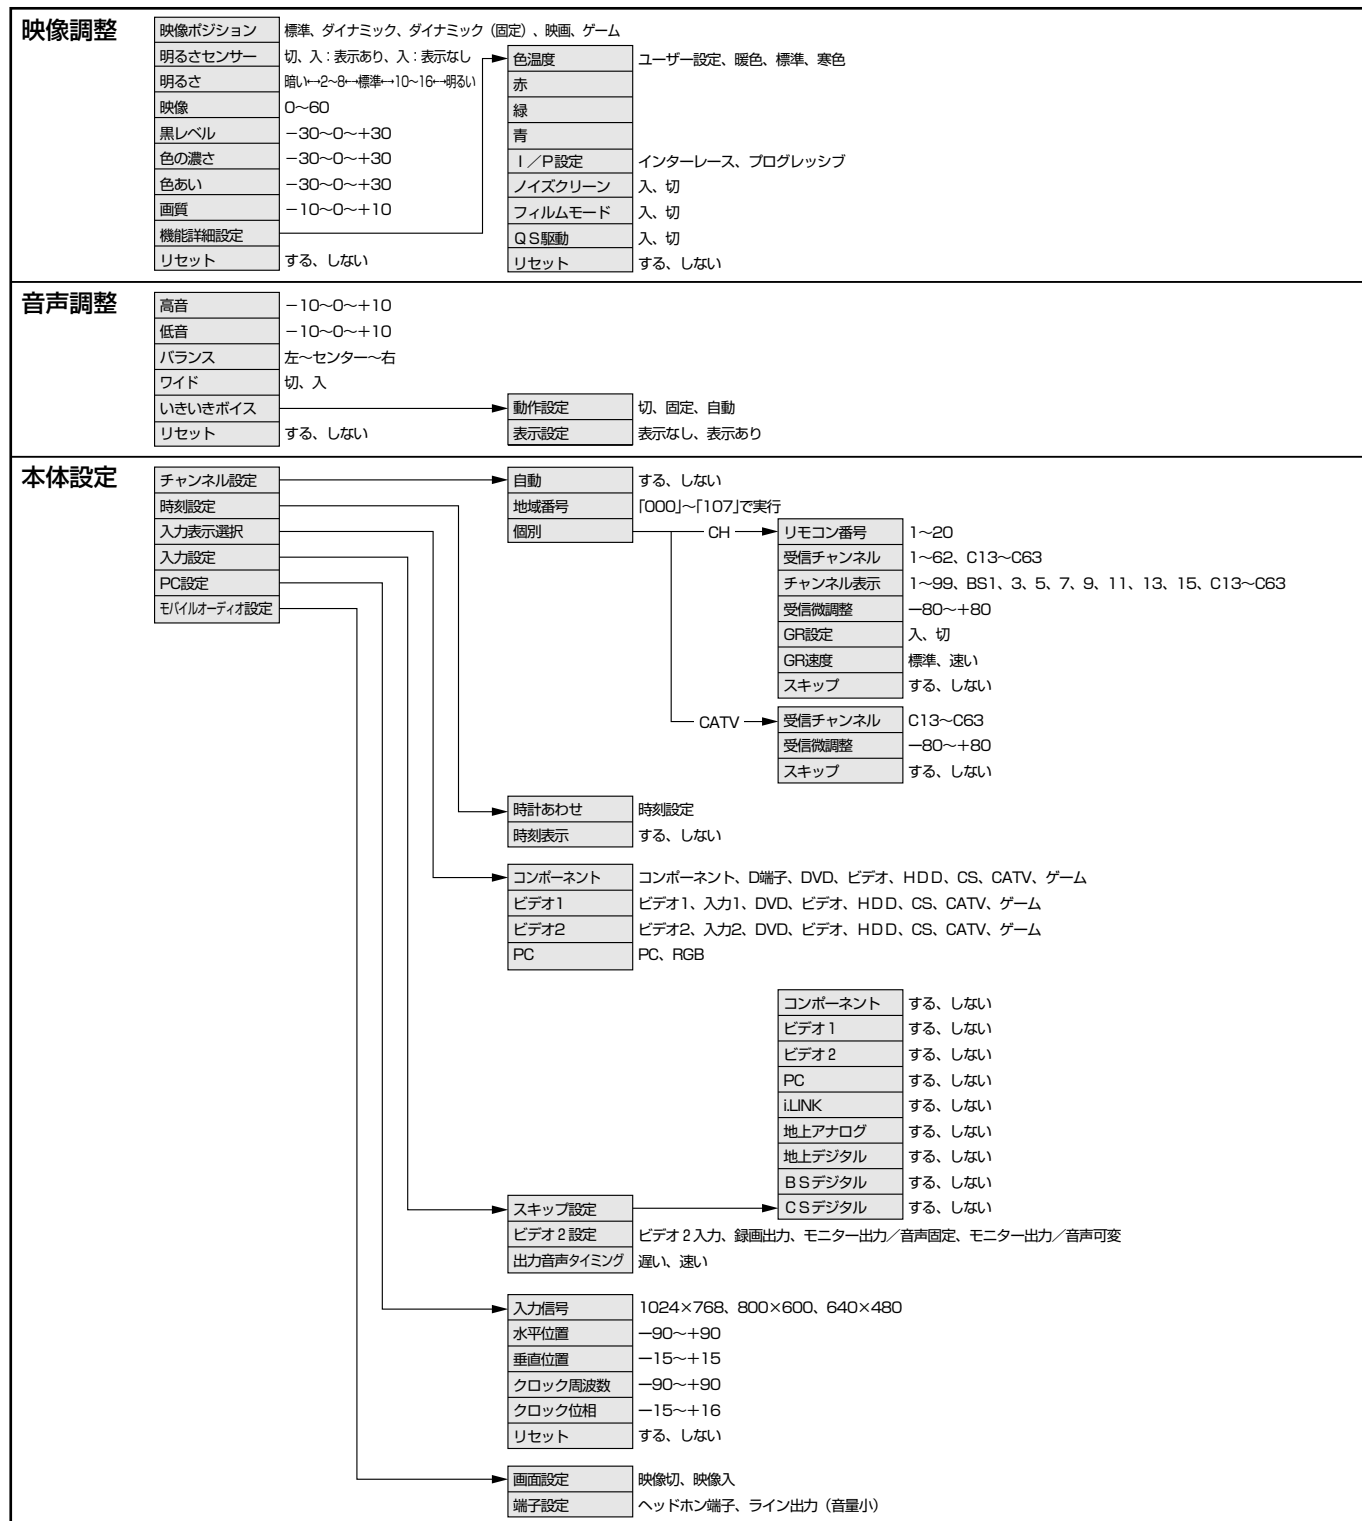 映像調整
映像ポジション 標準、ダイナミック、ダイナミック（固定）、映画、ゲーム
明るさセンサー 切、入：表示あり、入：表示なし
明るさ 暗い↔2～8↔標準↔10～16↔明るい
映像 0～60
黒レベル －30～0～＋30
色の濃さ －30～0～＋30
色あい －30～0～＋30
画質 －10～0～＋10
機能詳細設定
リセット する、しない
色温度 ユーザー設定、暖色、標準、寒色
赤
緑
青
I／P設定 インターレース、プログレッシブ
ノイズクリーン 入、切
フィルムモード 入、切
QS駆動 入、切
リセット する、しない
音声調整
高音 －10～0～＋10
低音 －10～0～＋10
バランス 左～センター～右
ワイド 切、入
いきいきボイス
リセット する、しない
動作設定 切、固定、自動
表示設定 表示なし、表示あり
本体設定
チャンネル設定
時刻設定
入力表示選択
入力設定
PC設定
モバイルオーディオ設定
自動 する、しない
地域番号 「000」～「107」で実行
個別
CH
リモコン番号 1～20
受信チャンネル 1～62、C13～C63
チャンネル表示 1～99、BS1、3、5、7、9、11、13、15、C13～C63
受信微調整 －80～＋80
GR設定 入、切
GR速度 標準、速い
スキップ する、しない
CATV
受信チャンネル C13～C63
受信微調整 －80～＋80
スキップ する、しない
時計あわせ 時刻設定
時刻表示 する、しない
コンポーネント コンポーネント、D端子、DVD、ビデオ、HDD、CS、CATV、ゲーム
ビデオ1 ビデオ1、入力1、DVD、ビデオ、HDD、CS、CATV、ゲーム
ビデオ2 ビデオ2、入力2、DVD、ビデオ、HDD、CS、CATV、ゲーム
PC PC、RGB
コンポーネント する、しない
ビデオ1 する、しない
ビデオ2 する、しない
PC する、しない
i.LINK する、しない
地上アナログ する、しない
地上デジタル する、しない
BSデジタル する、しない
CSデジタル する、しない
スキップ設定
ビデオ2設定 ビデオ2入力、録画出力、モニター出力／音声固定、モニター出力／音声可変
出力音声タイミング 遅い、速い
入力信号 1024×768、800×600、640×480
水平位置 －90～＋90
垂直位置 －15～＋15
クロック周波数 －90～＋90
クロック位相 －15～＋16
リセット する、しない
画面設定 映像切、映像入
端子設定 ヘッドホン端子、ライン出力（音量小）